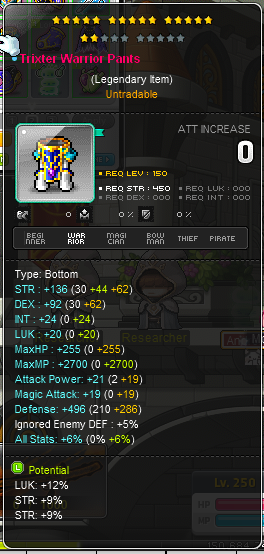 Trixter Warrior Pants
(Legendary Item)
Untradable
ATT INCREASE
0
REQ LEV : 150
REQ STR : 450 REQ LUK : 000
REQ DEX : 000 REQ INT : 000
0 0 % 0 %
BEGINNER WARRIOR MAGICIAN BOWMAN THIEF PIRATE
Type: Bottom
STR : +136 (30 +44 +62)
DEX : +92 (30 +62)
INT : +24 (0 +24)
LUK : +20 (0 +20)
MaxHP : +255 (0 +255)
MaxMP : +2700 (0 +2700)
Attack Power: +21 (2 +19)
Magic Attack: +19 (0 +19)
Defense: +496 (210 +286)
Ignored Enemy DEF : +5%
All Stats: +6% (0% +6%)
L Potential
LUK: +12%
STR: +9%
STR: +9%
Researcher
Lv. 250
HP